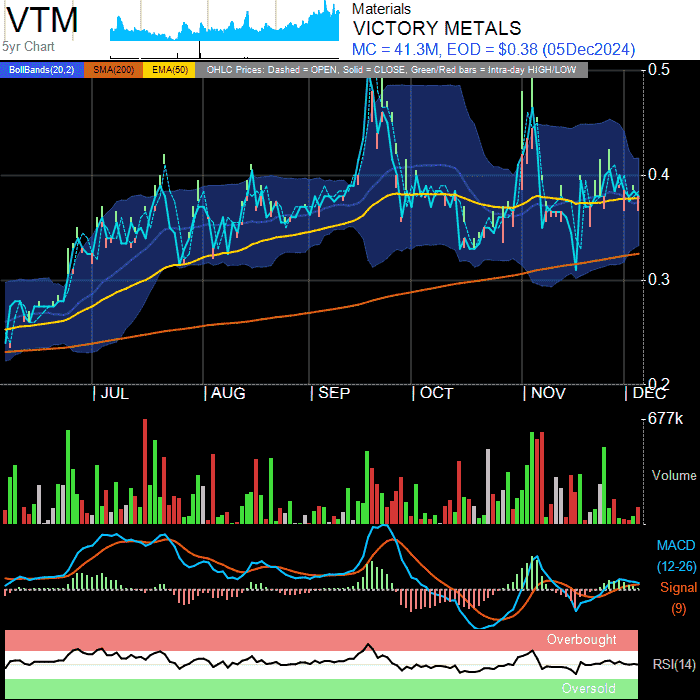 VTM
Materials
VICTORY METALS
5yr Chart
MC = 41.3M, EOD = $0.38 (05Dec2024)
BollBands(20,2) SMA(200) EMA(50) OHLC Prices: Dashed = OPEN, Solid = CLOSE, Green/Red bars = Intra-day HIGH/LOW
0.5
0.4
0.3
0.2
JUL AUG SEP OCT NOV DEC
677k
Volume
MACD
(12-26)
Signal
(9)
Overbought
RSI(14)
Oversold